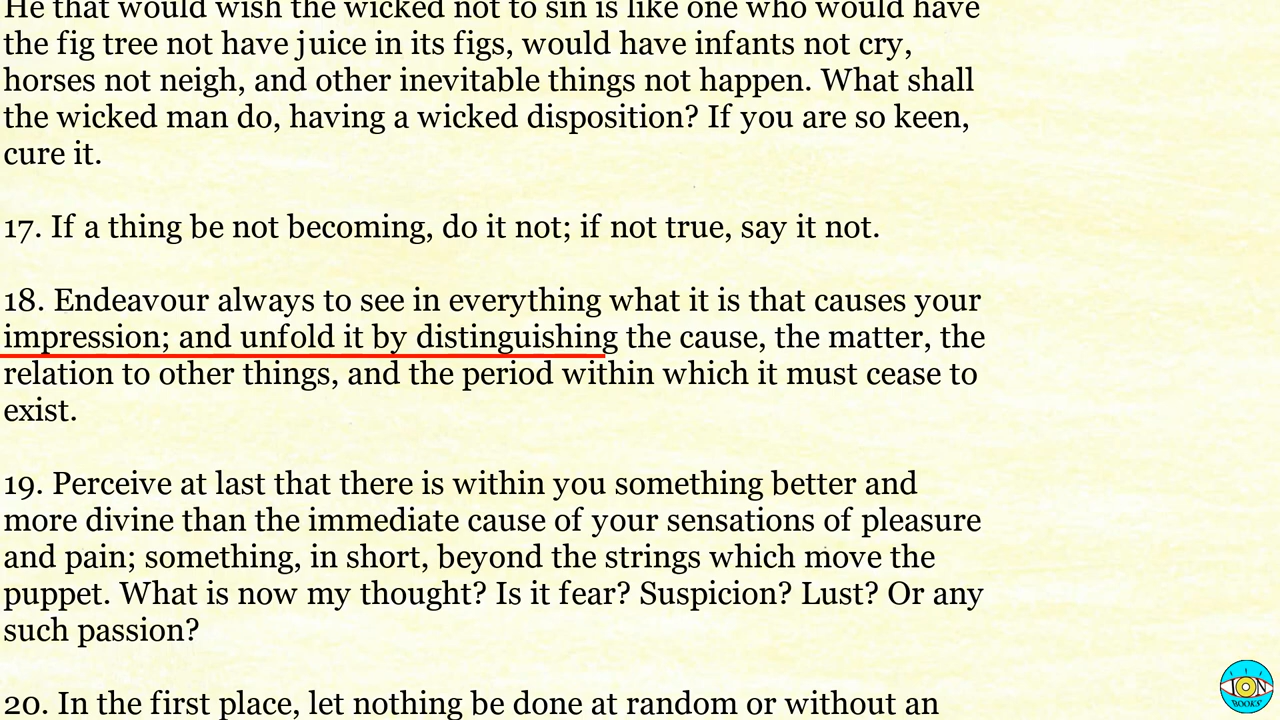 He that would wish the wicked not to sin is like one who would have
the fig tree not have juice in its figs, would have infants not cry,
horses not neigh, and other inevitable things not happen. What shall
the wicked man do, having a wicked disposition? If you are so keen,
cure it.
17. If a thing be not becoming, do it not; if not true, say it not.
18. Endeavour always to see in everything what it is that causes your
impression; and unfold it by distinguishing the cause, the matter, the
relation to other things, and the period within which it must cease to
exist.
19. Perceive at last that there is within you something better and
more divine than the immediate cause of your sensations of pleasure
and pain; something, in short, beyond the strings which move the
puppet. What is now my thought? Is it fear? Suspicion? Lust? Or any
such passion?
20. In the first place, let nothing be done at random or without an
ION
BOOKS